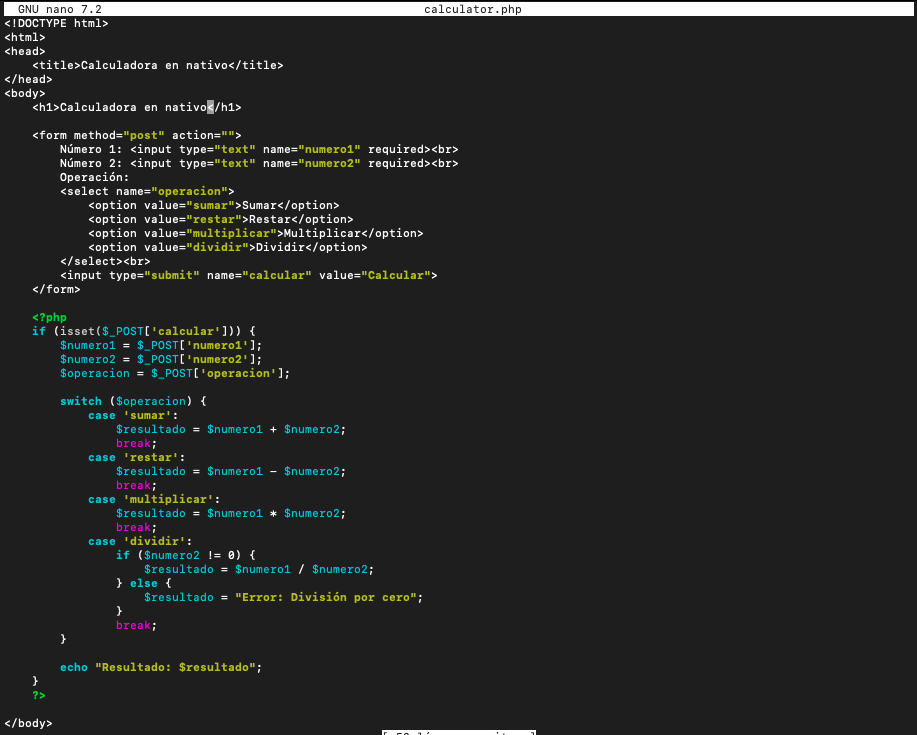 GNU nano 7.2 calculator.php
<!DOCTYPE html>
<html>
<head>
    <title>Calculadora en nativo</title>
</head>
<body>
    <h1>Calculadora en nativo</h1>

    <form method="post" action="">
        Número 1: <input type="text" name="numero1" required><br>
        Número 2: <input type="text" name="numero2" required><br>
        Operación:
        <select name="operacion">
            <option value="sumar">Sumar</option>
            <option value="restar">Restar</option>
            <option value="multiplicar">Multiplicar</option>
            <option value="dividir">Dividir</option>
        </select><br>
        <input type="submit" name="calcular" value="Calcular">
    </form>

    <?php
    if (isset($_POST['calcular'])) {
        $numero1 = $_POST['numero1'];
        $numero2 = $_POST['numero2'];
        $operacion = $_POST['operacion'];

        switch ($operacion) {
            case 'sumar':
                $resultado = $numero1 + $numero2;
                break;
            case 'restar':
                $resultado = $numero1 - $numero2;
                break;
            case 'multiplicar':
                $resultado = $numero1 * $numero2;
                break;
            case 'dividir':
                if ($numero2 != 0) {
                    $resultado = $numero1 / $numero2;
                } else {
                    $resultado = "Error: División por cero";
                }
                break;
        }

        echo "Resultado: $resultado";
    }
    ?>

</body>